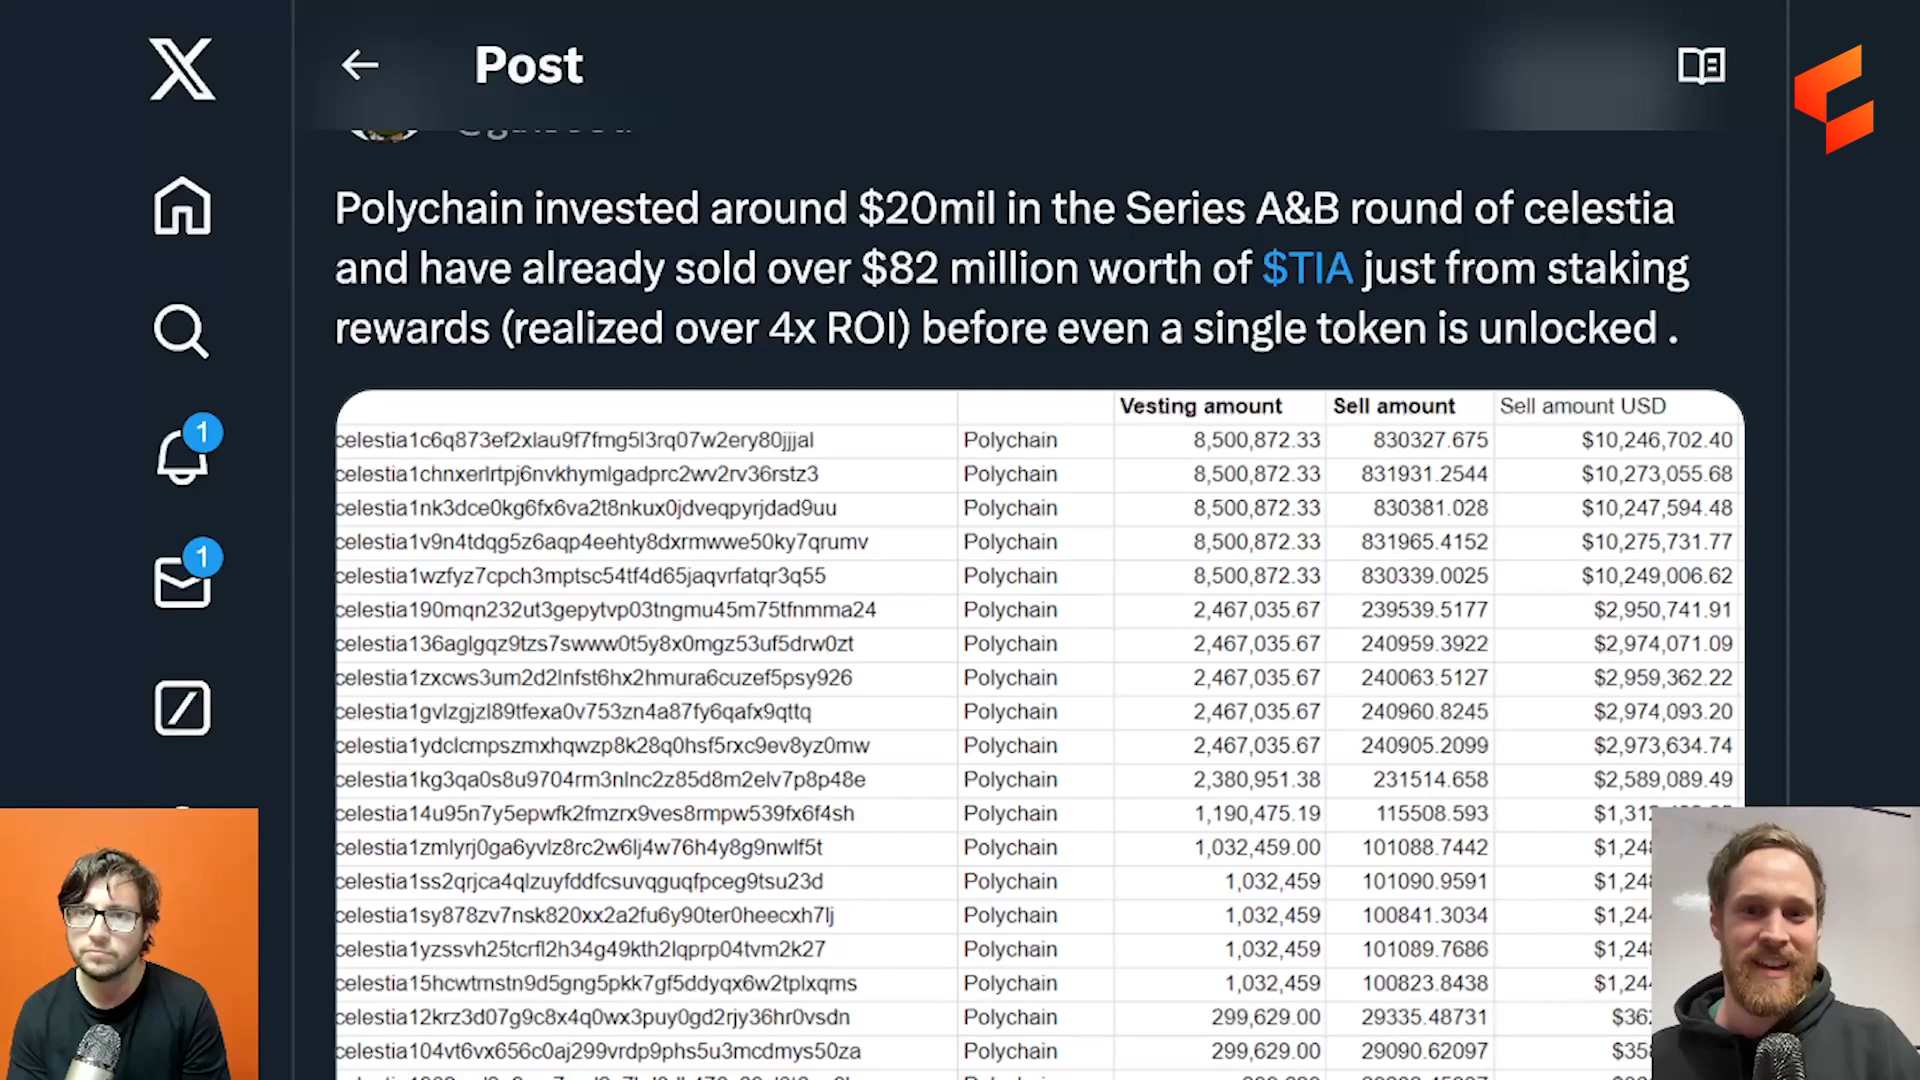 Post
Polychain invested around $20mil in the Series A&B round of celestia
and have already sold over $82 million worth of $TIA just from staking
rewards (realized over 4x ROI) before even a single token is unlocked .
Vesting amount Sell amount Sell amount USD
celestia1c6q873ef2xlau9f7fmg5l3rq07w2ery80jjjal Polychain 8,500,872.33 830327.675 $10,246,702.40
celestia1chnxerlrtpj6nvkhymlgadprc2wv2rv36rstz3 Polychain 8,500,872.33 831931.2544 $10,273,055.68
1
celestia1nk3dce0kg6fx6va2t8nkux0jdveqpyrjdad9uu Polychain 8,500,872.33 830381.028 $10,247,594.48
celestia1v9n4tdqg5z6aqp4eehty8dxrmwwe50ky7qrumv Polychain 8,500,872.33 831965.4152 $10,275,731.77
1
celestia1wzfyz7cpch3mptsc54tf4d65jaqvrfatqr3q55 Polychain 8,500,872.33 830339.0025 $10,249,006.62
celestia190mqn232ut3gepytvp03tngmu45m75tfnmma24 Polychain 2,467,035.67 239539.5177 $2,950,741.91
celestia136aglgqz9tzs7swww0t5y8x0mgz53uf5drw0zt Polychain 2,467,035.67 240959.3922 $2,974,071.09
celestia1zxcws3um2d2lnfst6hx2hmura6cuzef5psy926 Polychain 2,467,035.67 240063.5127 $2,959,362.22
celestia1gvlzgjzl89tfexa0v753zn4a87fy6qafx9qttq Polychain 2,467,035.67 240960.8245 $2,974,093.20
celestia1ydclcmpszmxhqwzp8k28q0hsf5rxc9ev8yz0mw Polychain 2,467,035.67 240905.2099 $2,973,634.74
celestia1kg3qa0s8u9704rm3nlnc2z85d8m2elv7p8p48e Polychain 2,380,951.38 231514.658 $2,589,089.49
celestia14u95n7y5epwfk2fmzrx9ves8rmpw539fx6f4sh Polychain 1,190,475.19 115508.593
celestia1zmlyrj0ga6yvlz8rc2w6lj4w76h4y8g9nwlf5t Polychain 1,032,459.00 101088.7442
celestia1ss2qrjca4qlzuyfddfcsuvqguqfpceg9tsu23d Polychain 1,032,459 101090.9591
celestia1sy878zv7nsk820xx2a2fu6y90ter0heecxh7lj Polychain 1,032,459 100841.3034
celestia1yzssvh25tcrfl2h34g49kth2lqprp04tvm2k27 Polychain 1,032,459 101089.7686
celestia15hcwtrnstn9d5gng5pkk7gf5ddyqx6w2tplxqms Polychain 1,032,459 100823.8438
celestia12krz3d07g9c8x4q0wx3puy0gd2rjy36hr0vsdn Polychain 299,629.00 29335.48731
celestia104vt6vx656c0aj299vrdp9phs5u3mcdmys50za Polychain 299,629.00 29090.62097